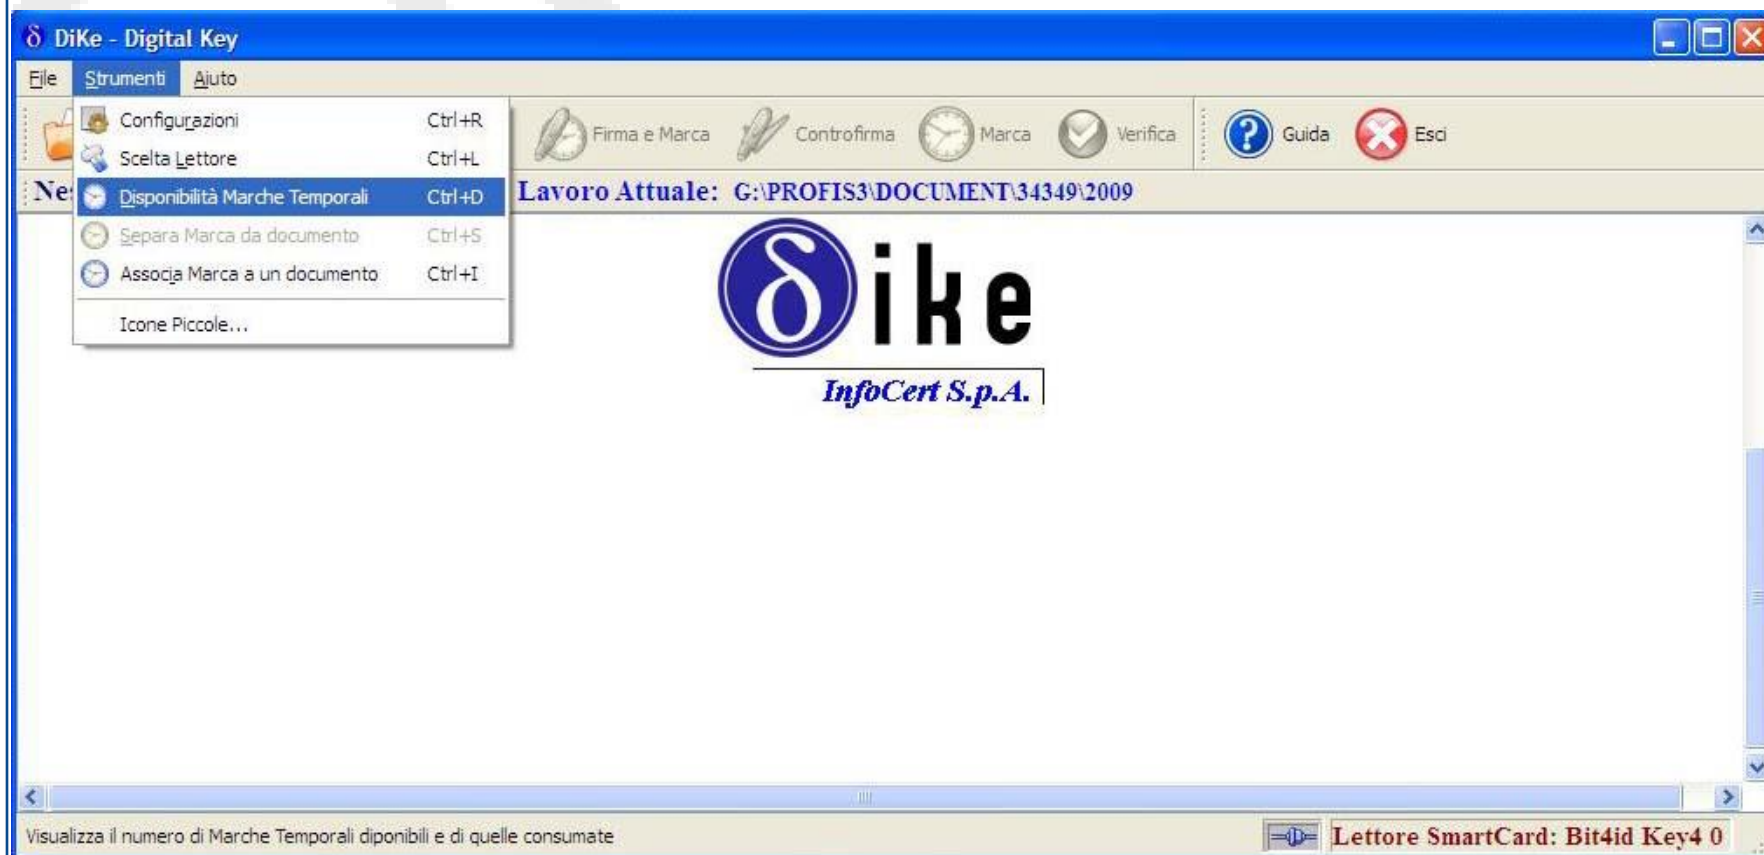 δ DiKe - Digital Key
File Strumenti Aiuto
Configurazioni Ctrl+R
Scelta Lettore Ctrl+L
Disponibilità Marche Temporali Ctrl+D
Separa Marca da documento Ctrl+S
Associa Marca a un documento Ctrl+I
Icone Piccole...
Firma e Marca Controfirma Marca Verifica Guida Esci
Lavoro Attuale: G:\PROFIS3\DOCUMENT\34349\2009
δike
InfoCert S.p.A.
Visualizza il numero di Marche Temporali diponibili e di quelle consumate
Lettore SmartCard: Bit4id Key4 0